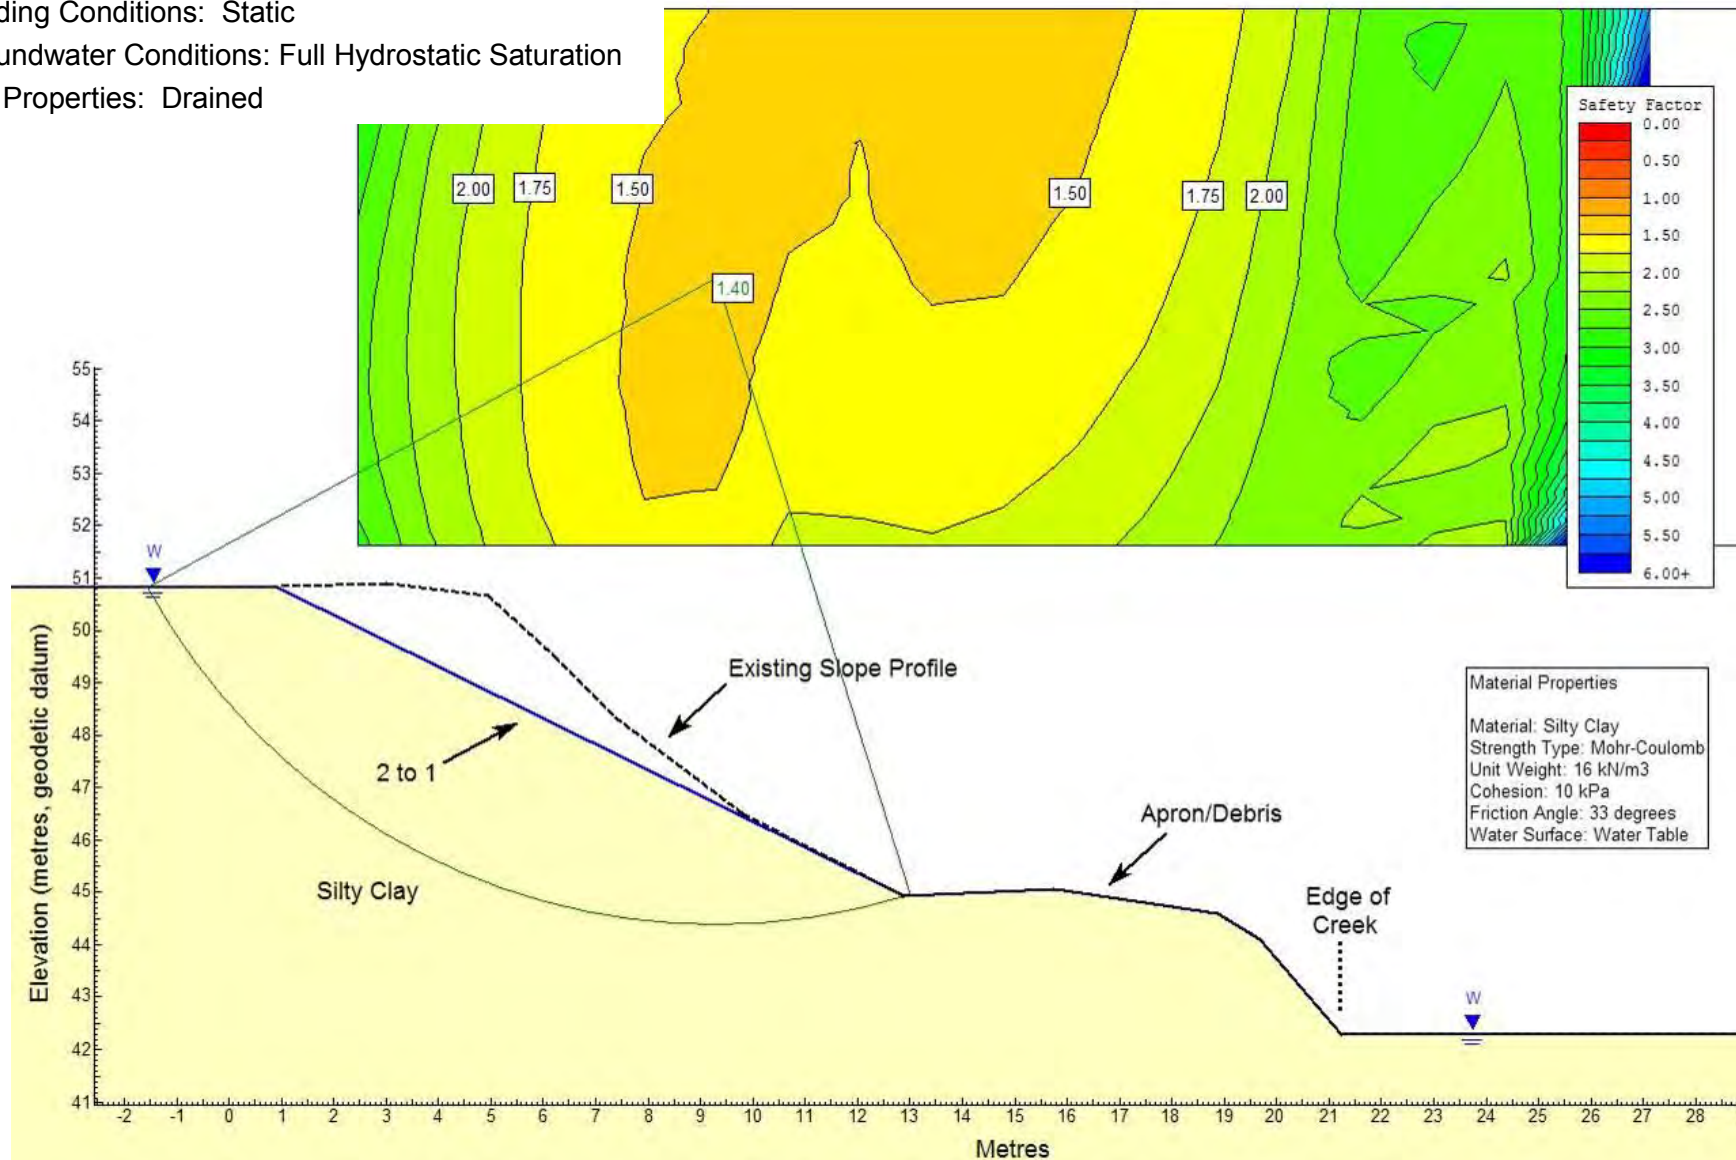 ding Conditions: Static
undwater Conditions: Full Hydrostatic Saturation
Properties: Drained
Safety Factor
0.00
0.50
1.00
1.50
2.00
2.50
3.00
3.50
4.00
4.50
5.00
5.50
6.00+
2.00
1.75
1.50
1.50
1.75
2.00
1.40
55
54
53
52
51
50
49
48
47
46
45
44
43
42
41
Elevation (metres, geodetic datum)
W
Existing Slope Profile
2 to 1
Silty Clay
Apron/Debris
Edge of
Creek
W
Material Properties
Material: Silty Clay
Strength Type: Mohr-Coulomb
Unit Weight: 16 kN/m3
Cohesion: 10 kPa
Friction Angle: 33 degrees
Water Surface: Water Table
-2 -1 0 1 2 3 4 5 6 7 8 9 10 11 12 13 14 15 16 17 18 19 20 21 22 23 24 25 26 27 28
Metres